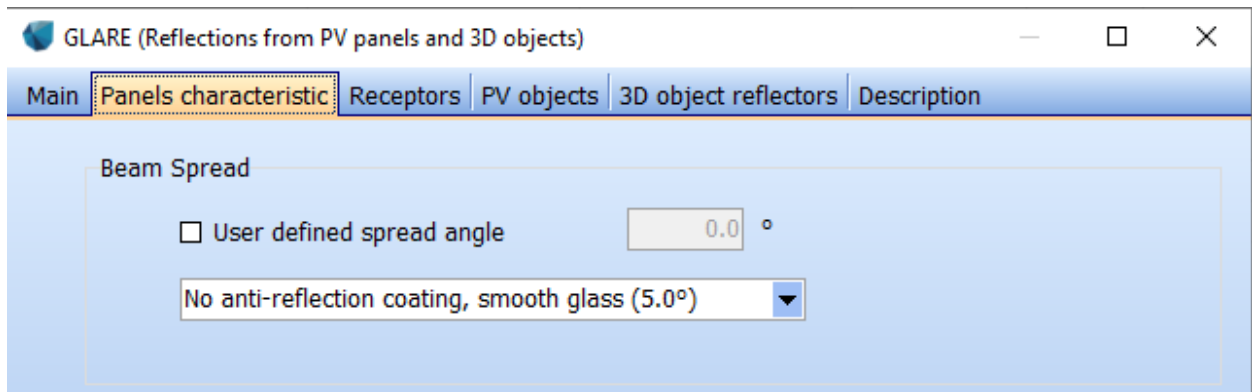 GLARE (Reflections from PV panels and 3D objects)
Main Panels characteristic Receptors PV objects 3D object reflectors Description
Beam Spread
User defined spread angle 0.0 °
No anti-reflection coating, smooth glass (5.0º)